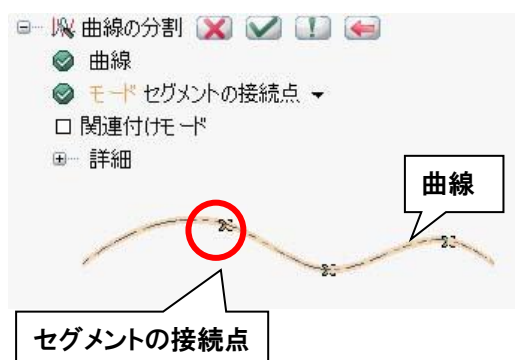 曲線の分割
曲線
モード セグメントの接続点
関連付けモード
詳細
曲線
セグメントの接続点